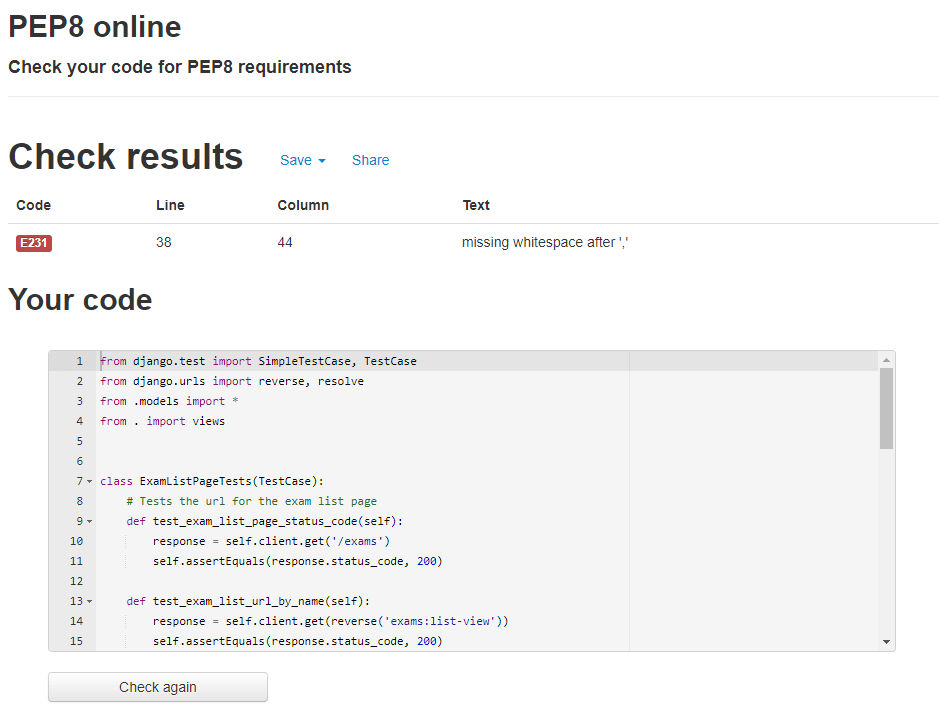 PEP8 online
Check your code for PEP8 requirements
Check results Save Share
Code Line Column Text
E231 38 44 missing whitespace after ','
Your code
1 from django.test import SimpleTestCase, TestCase
2 from django.urls import reverse, resolve
3 from .models import *
4 from . import views
5
6
7 class ExamListPageTests(TestCase):
8 # Tests the url for the exam list page
9 def test_exam_list_page_status_code(self):
10 response = self.client.get('/exams')
11 self.assertEquals(response.status_code, 200)
12
13 def test_exam_list_url_by_name(self):
14 response = self.client.get(reverse('exams:list-view'))
15 self.assertEquals(response.status_code, 200)
Check again